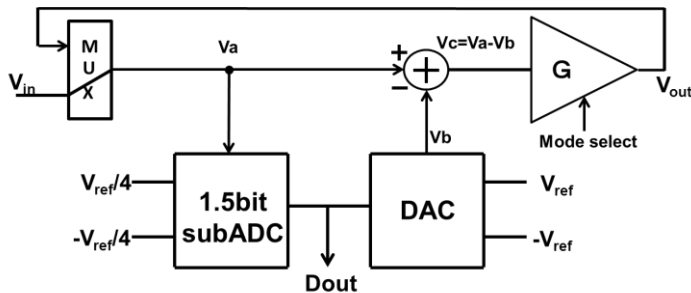 M
U
X
Va
Vc=Va-Vb
+
−
+
G
Vin
Vout
Vb
Mode select
Vref/4
-Vref/4
1.5bit
subADC
DAC
Vref
-Vref
Dout